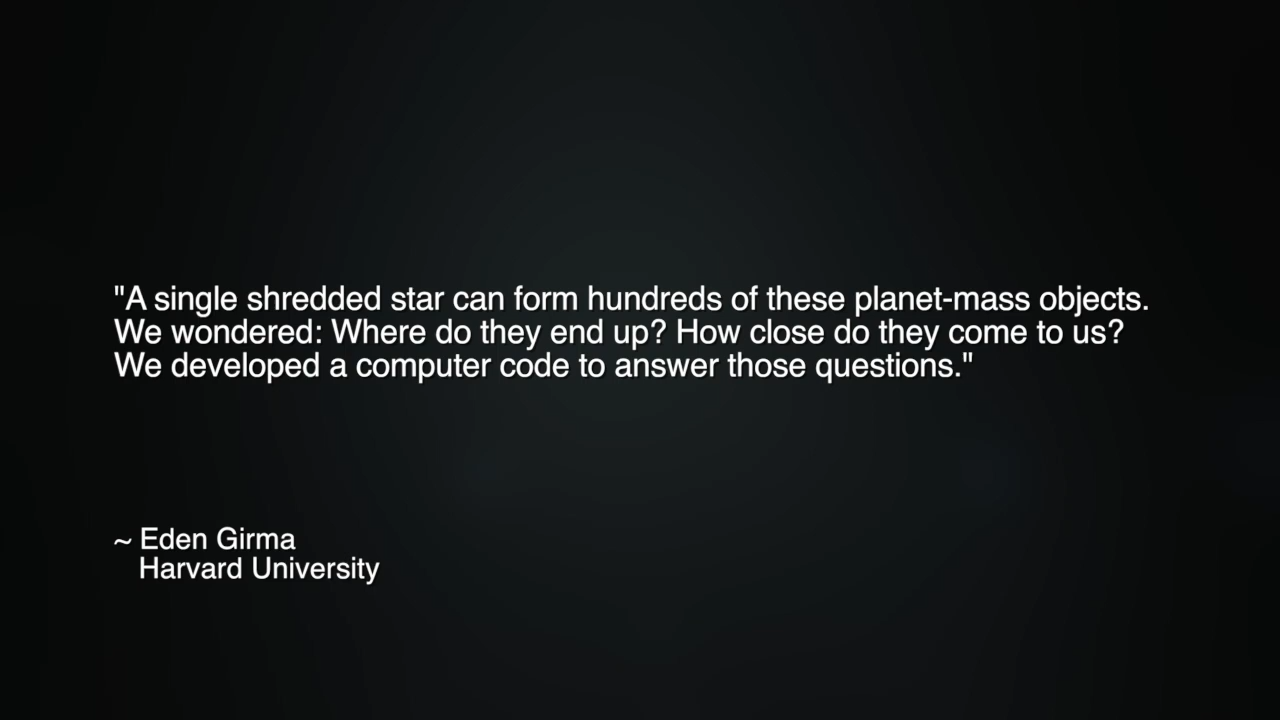 "A single shredded star can form hundreds of these planet-mass objects.
We wondered: Where do they end up? How close do they come to us?
We developed a computer code to answer those questions."
~ Eden Girma
Harvard University